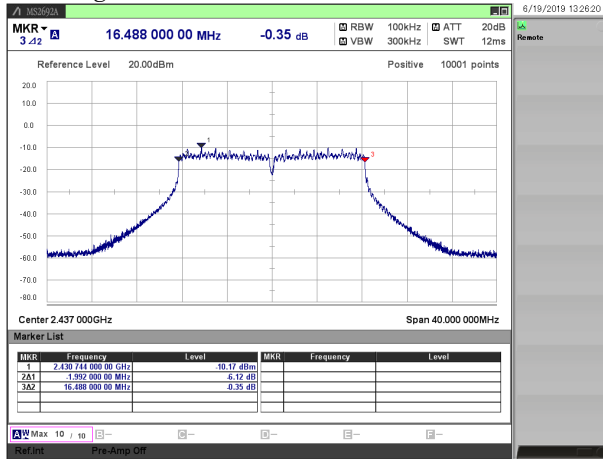 MS2692A
6/19/2019 13:26:20
MKR 3Δ2 A 16.488 000 00 MHz -0.35 dB
M RBW 100kHz M ATT 20dB
M VBW 300kHz SWT 12ms
Remote
Reference Level 20.00dBm Positive 10001 points
20.0
10.0
0.0
-10.0
-20.0
-30.0
-40.0
-50.0
-60.0
-70.0
-80.0
1
3
Center 2.437 000GHz Span 40.000 000MHz
Marker List
MKR Frequency Level MKR Frequency Level
1 2.430 744 000 00 GHz -10.17 dBm
2Δ1 -1.992 000 00 MHz -6.12 dB
3Δ2 16.488 000 00 MHz -0.35 dB
A W Max 10 / 10 B — C — D — E — F —
Ref.Int Pre-Amp Off